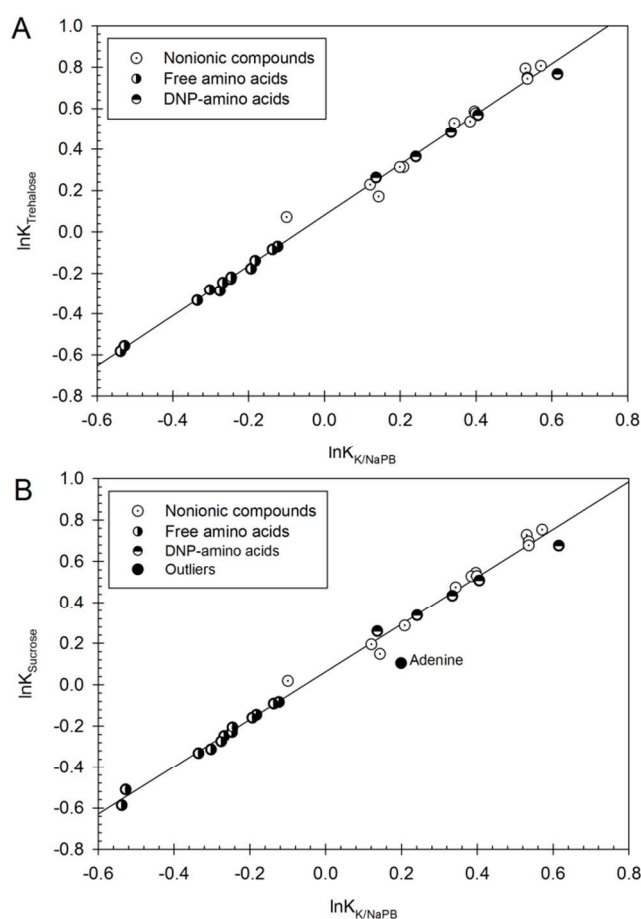 A
1.0
0.8
0.6
0.4
0.2
0.0
-0.2
-0.4
-0.6
-0.8
lnK_Trehalose
Nonionic compounds
Free amino acids
DNP-amino acids
-0.6 -0.4 -0.2 0.0 0.2 0.4 0.6 0.8
lnK_K/NaPB
B
1.0
0.8
0.6
0.4
0.2
0.0
-0.2
-0.4
-0.6
-0.8
lnK_Sucrose
Nonionic compounds
Free amino acids
DNP-amino acids
Outliers
Adenine
-0.6 -0.4 -0.2 0.0 0.2 0.4 0.6 0.8
lnK_K/NaPB